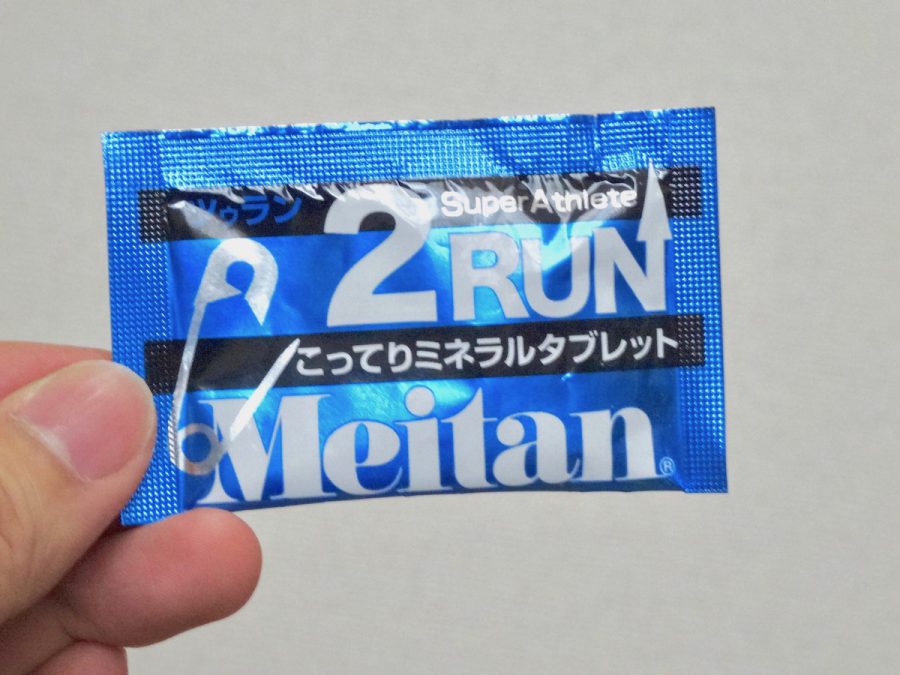 ツゥラン
Super Athlete
2RUN
こってりミネラルタブレット
Meitan®